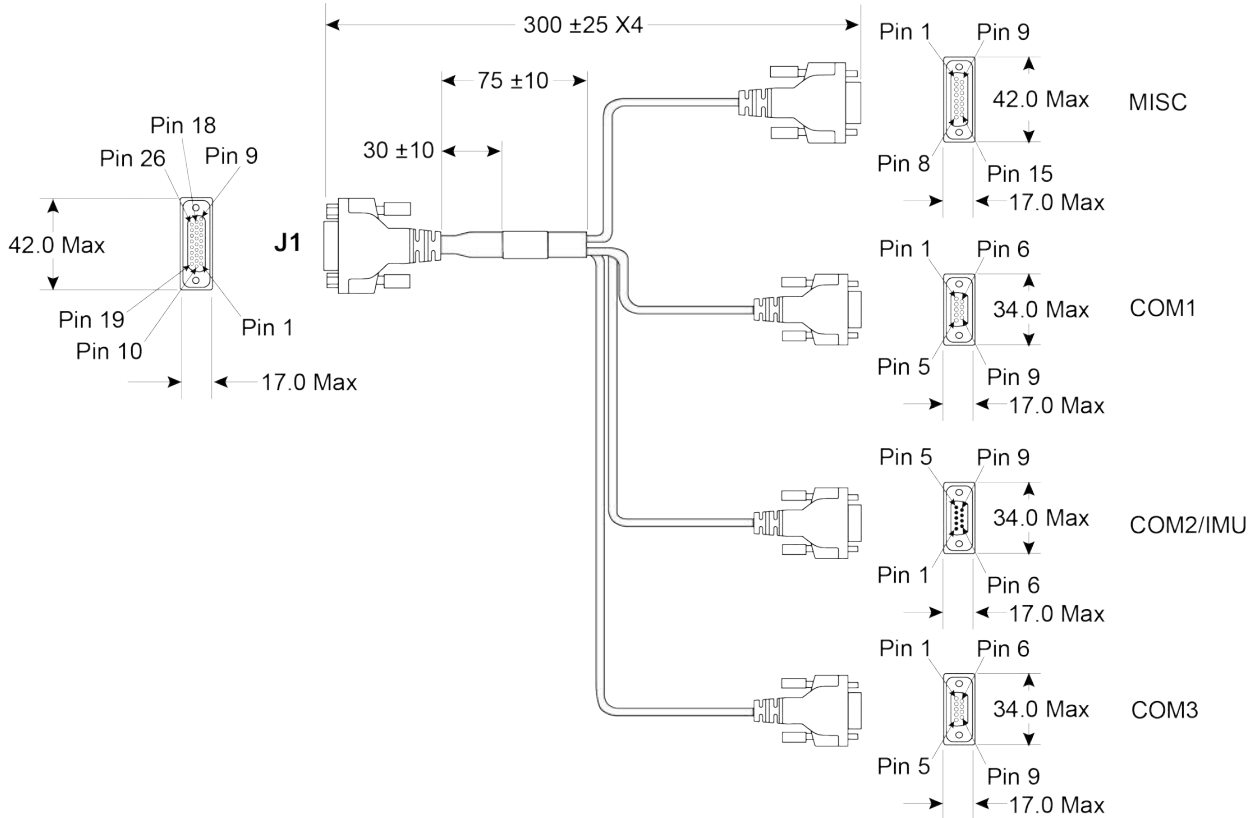 300 ±25 X4
75 ±10
30 ±10
Pin 18
Pin 26
Pin 9
42.0 Max
J1
Pin 19
Pin 1
Pin 10
17.0 Max
Pin 1
Pin 9
42.0 Max
MISC
Pin 8
Pin 15
17.0 Max
Pin 1
Pin 6
34.0 Max
COM1
Pin 5
Pin 9
17.0 Max
Pin 5
Pin 9
34.0 Max
COM2/IMU
Pin 1
Pin 6
17.0 Max
Pin 1
Pin 6
34.0 Max
COM3
Pin 5
Pin 9
17.0 Max